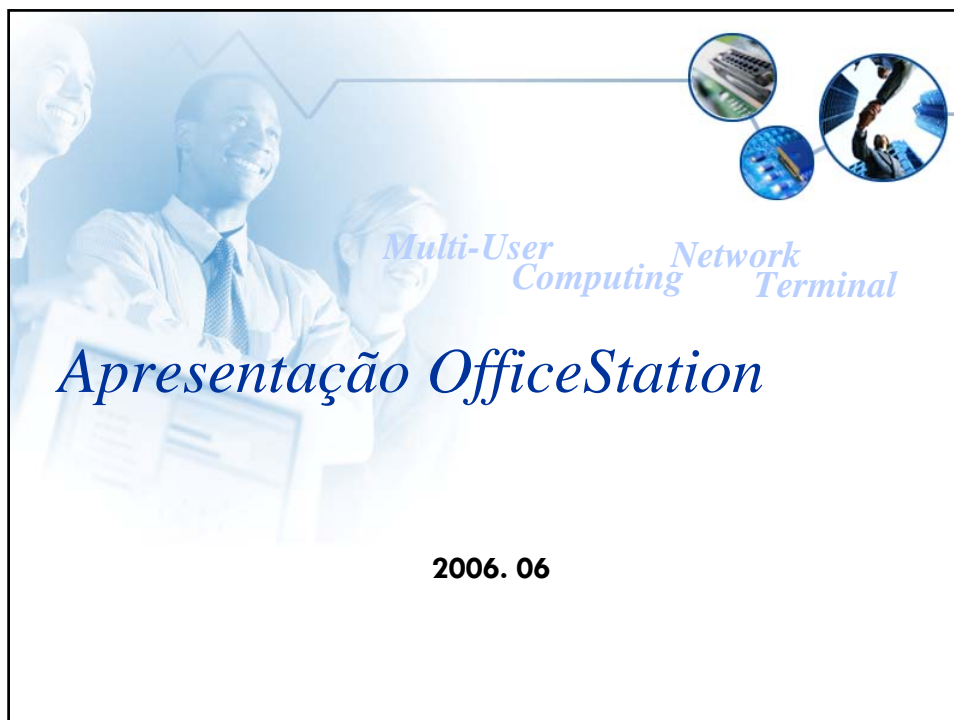 Multi-User
Network
Computing
Terminal
Apresentação OfficeStation
2006. 06